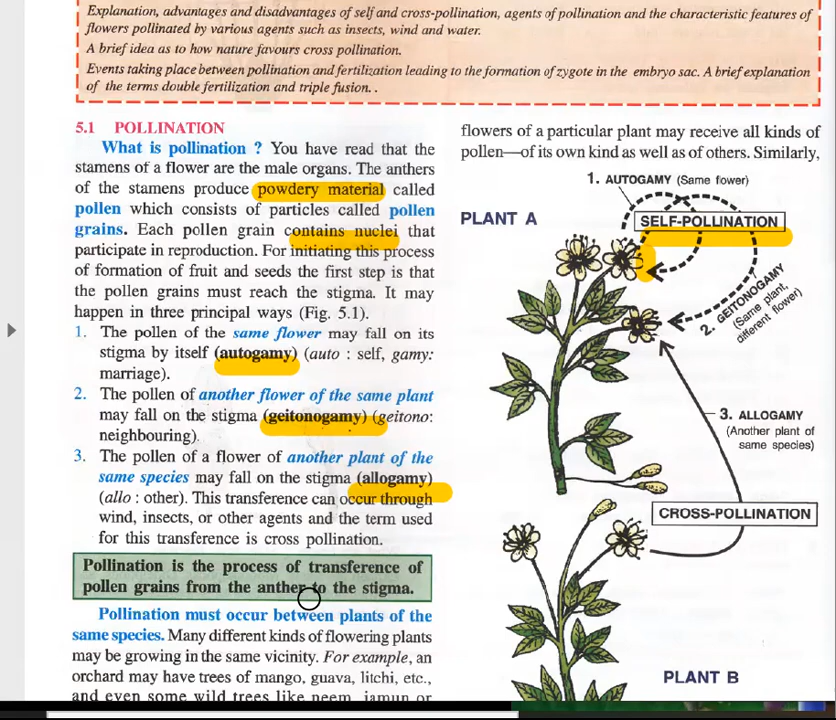 Explanation, advantages and disadvantages of self and cross-pollination, agents of pollination and the characteristic features of
flowers pollinated by various agents such as insects, wind and water.
A brief idea as to how nature favours cross pollination.
Events taking place between pollination and fertilization leading to the formation of zygote in the embryo sac. A brief explanation
of the terms double fertilization and triple fusion. .
5.1 POLLINATION
What is pollination ? You have read that the
stamens of a flower are the male organs. The anthers
of the stamens produce powdery material called
pollen which consists of particles called pollen
grains. Each pollen grain contains nuclei that
participate in reproduction. For initiating this process
of formation of fruit and seeds the first step is that
the pollen grains must reach the stigma. It may
happen in three principal ways (Fig. 5.1).
1. The pollen of the same flower may fall on its
stigma by itself (autogamy) (auto : self, gamy:
marriage).
2. The pollen of another flower of the same plant
may fall on the stigma (geitonogamy) (geitono:
neighbouring).
3. The pollen of a flower of another plant of the
same species may fall on the stigma (allogamy)
(allo : other). This transference can occur through
wind, insects, or other agents and the term used
for this transference is cross pollination.
Pollination is the process of transference of
pollen grains from the anther to the stigma.
Pollination must occur between plants of the
same species. Many different kinds of flowering plants
may be growing in the same vicinity. For example, an
orchard may have trees of mango, guava, litchi, etc.,
and even some wild trees like neem, jamun or
flowers of a particular plant may receive all kinds of
pollen—of its own kind as well as of others. Similarly,
1. AUTOGAMY (Same fower)
PLANT A
SELF-POLLINATION
2. GEITONOGAMY
(Same plant,
different flower)
3. ALLOGAMY
(Another plant of
same species)
CROSS-POLLINATION
PLANT B